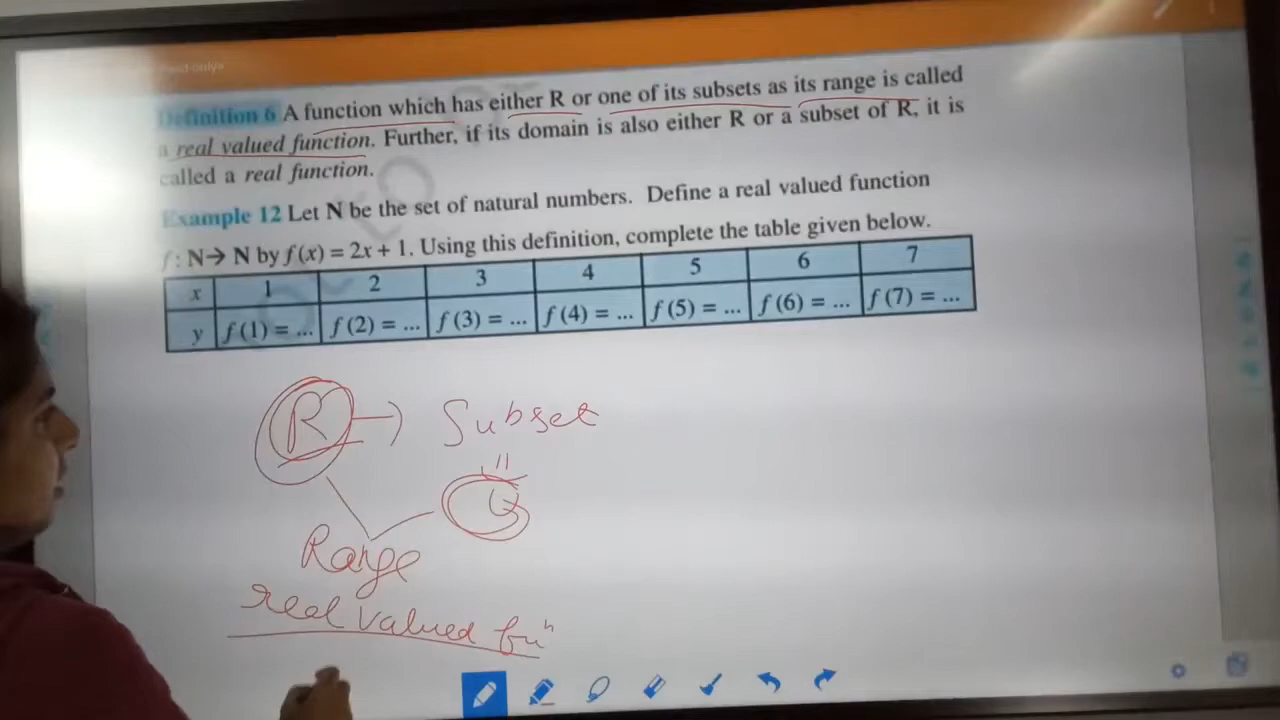 Definition 6 A function which has either R or one of its subsets as its range is called
a real valued function. Further, if its domain is also either R or a subset of R, it is
called a real function.
Example 12 Let N be the set of natural numbers. Define a real valued function
f : N→ N by f (x) = 2x + 1. Using this definition, complete the table given below.
x 1 2 3 4 5 6 7
y f (1) = ... f (2) = ... f (3) = ... f (4) = ... f (5) = ... f (6) = ... f (7) = ...
R → Subset
Range
real valued fuⁿ